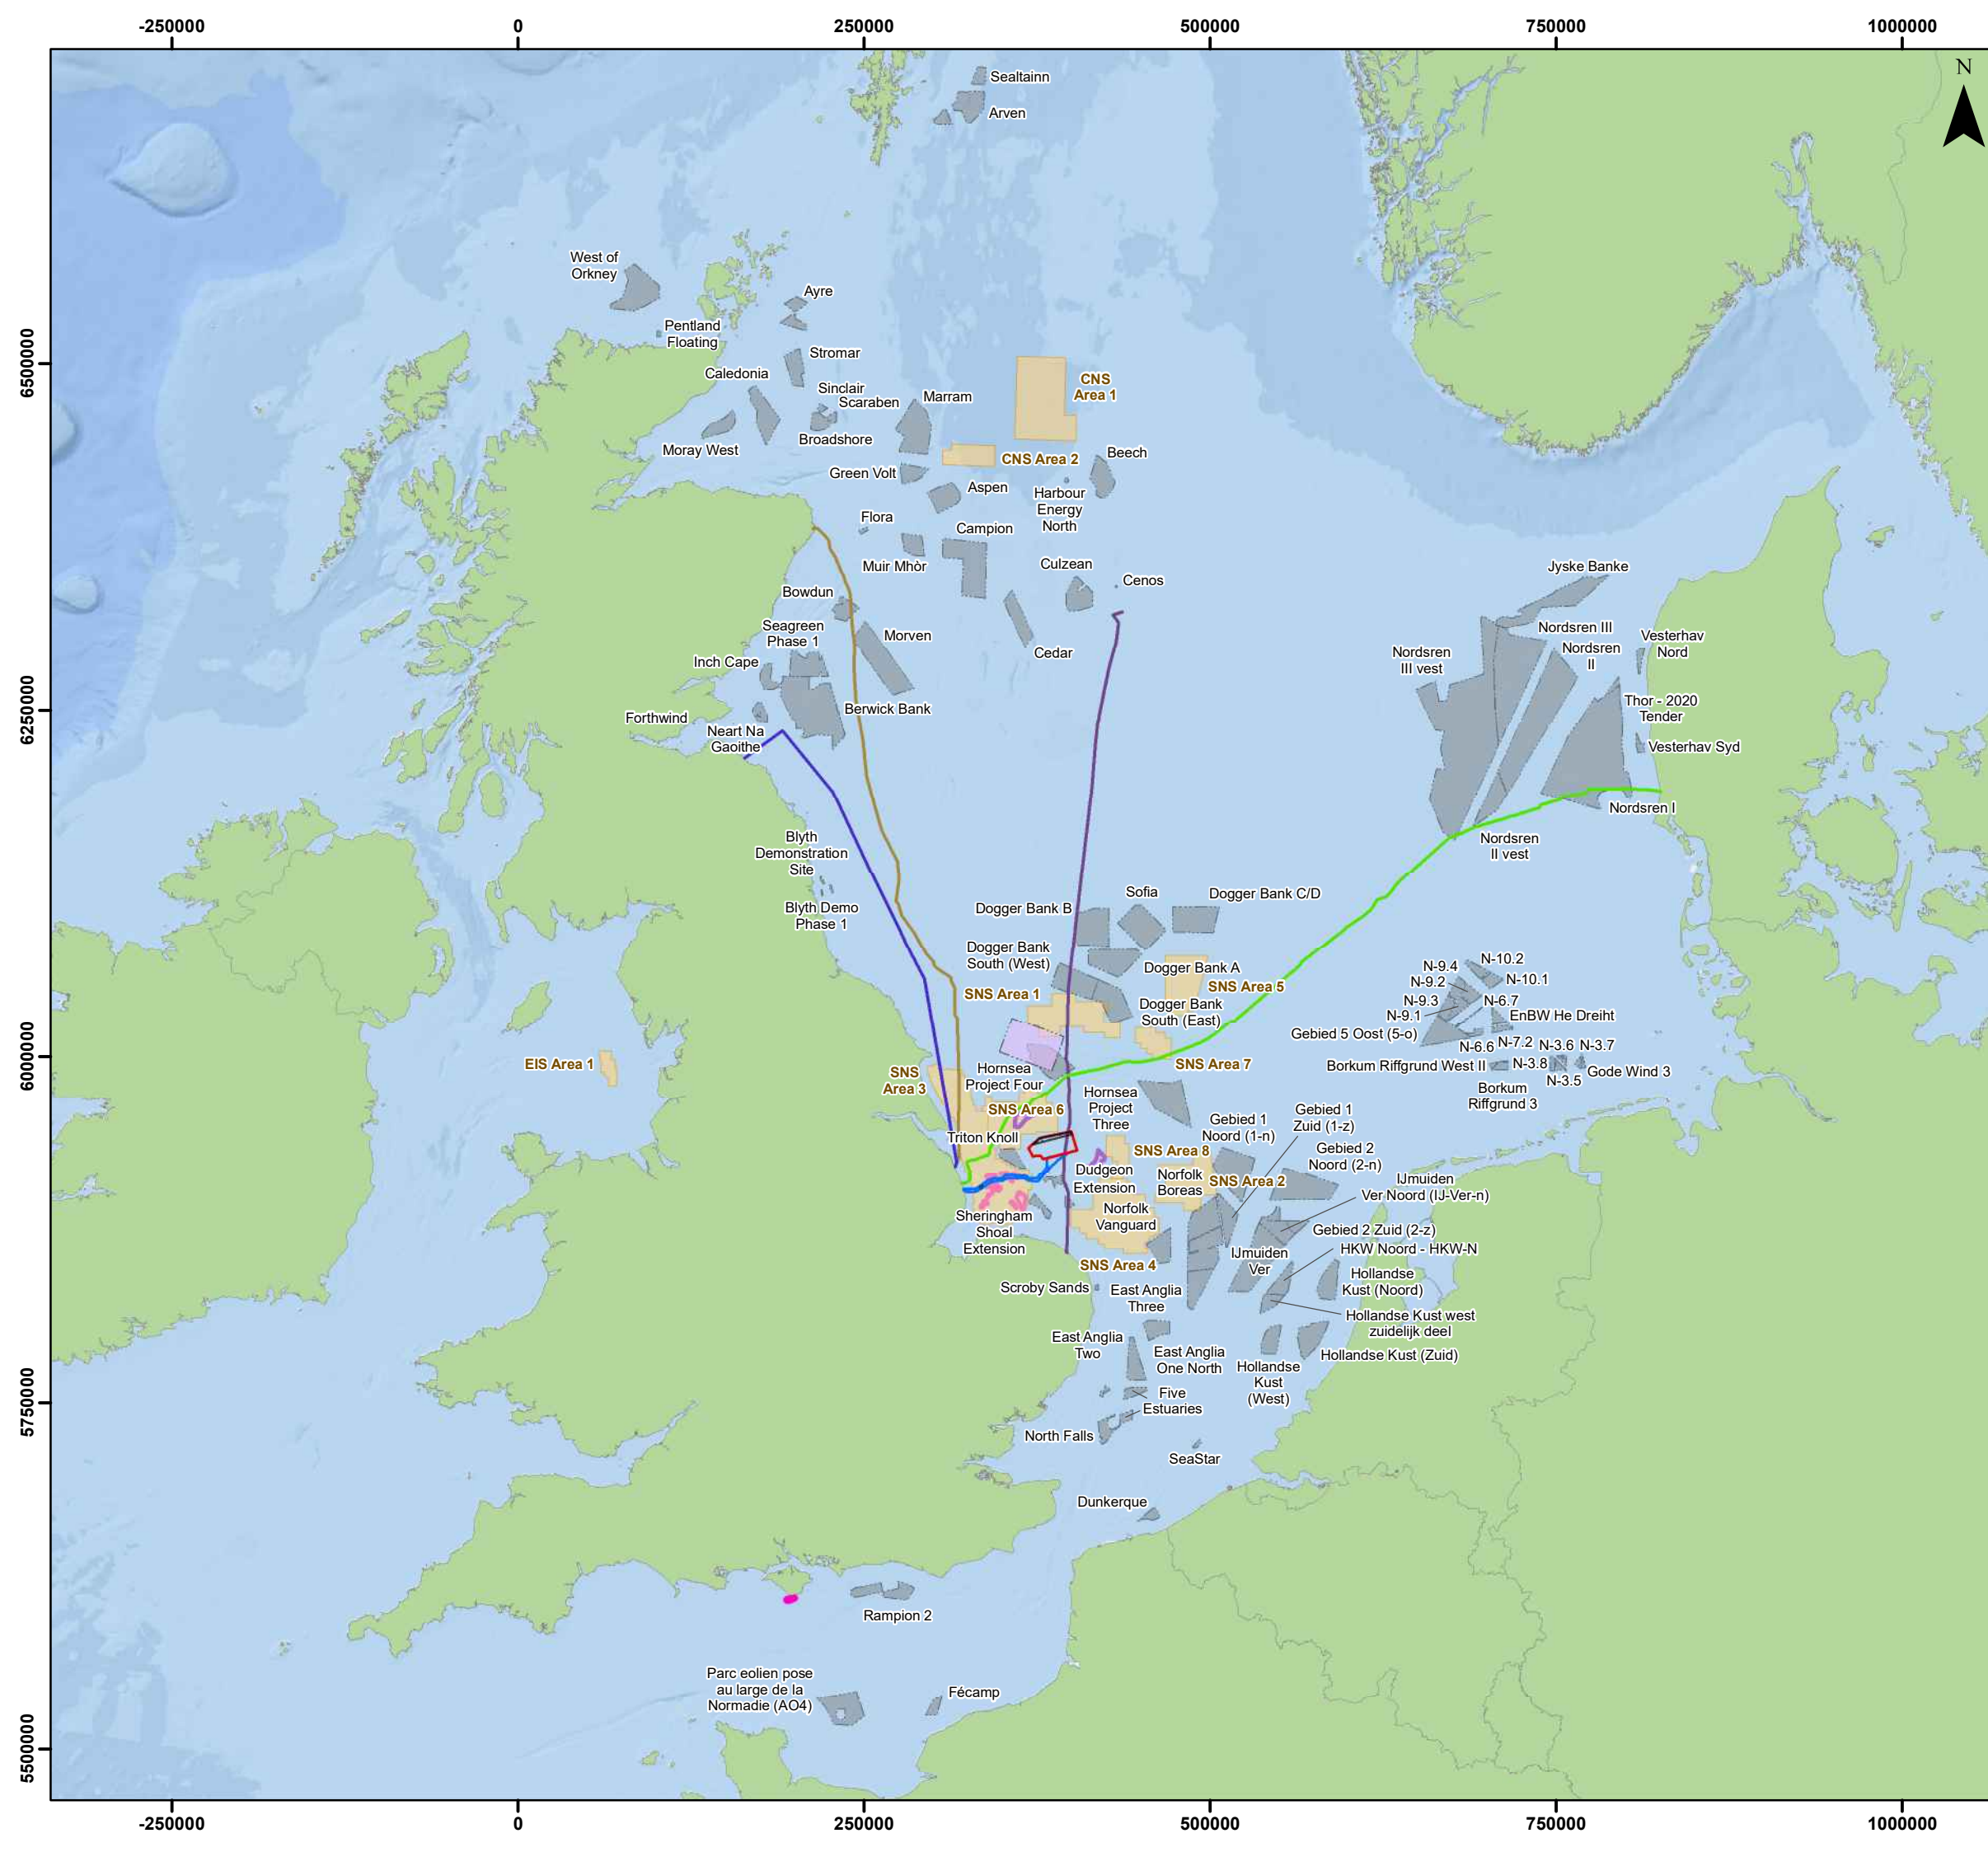 -250000
0
250000
500000
750000
1000000
N
Sealtainn
Arven
West of
Orkney
Ayre
Pentland
Floating
Stromar
Caledonia
Sinclair
Scaraben
Marram
CNS
Area 1
Broadshore
Moray West
CNS Area 2
Beech
Green Volt
Aspen
Harbour
Energy
North
Flora
Campion
Muir Mhòr
Culzean
Cenos
Jyske Banke
Bowdun
Seagreen
Phase 1
Morven
Cedar
Inch Cape
Nordsren III
Nordsren
II
Vesterhav
Nord
Nordsren
III vest
Berwick Bank
Forthwind
Neart Na
Gaoithe
Thor - 2020
Tender
Vesterhav Syd
Nordsren I
Nordsren
II vest
Blyth
Demonstration
Site
Blyth Demo
Phase 1
Sofia
Dogger Bank C/D
Dogger Bank B
Dogger Bank
South (West)
Dogger Bank A
SNS Area 5
SNS Area 1
Dogger Bank
South (East)
N-10.2
N-9.4
N-10.1
N-9.2
N-9.3
N-6.7
N-9.1
EnBW He Dreiht
Gebied 5 Oost (5-o)
N-6.6
N-7.2
N-3.6
N-3.7
Borkum Riffgrund West II
N-3.8
Gode Wind 3
N-3.5
Borkum
Riffgrund 3
EIS Area 1
SNS
Area 3
Hornsea
Project Four
SNS Area 7
SNS Area 6
Hornsea
Project
Three
Gebied 1
Noord (1-n)
Gebied 1
Zuid (1-z)
Triton Knoll
SNS Area 8
Gebied 2
Noord (2-n)
Dudgeon
Extension
Norfolk
Boreas
SNS Area 2
IJmuiden
Ver Noord (IJ-Ver-n)
Sheringham
Shoal
Extension
Norfolk
Vanguard
Gebied 2 Zuid (2-z)
IJmuiden
Ver
HKW Noord - HKW-N
SNS Area 4
Hollandse
Kust (Noord)
Scroby Sands
East Anglia
Three
Hollandse Kust west
zuidelijk deel
East Anglia
Two
East Anglia
One North
Hollandse Kust (Zuid)
Hollandse
Kust
(West)
Five
Estuaries
North Falls
SeaStar
Dunkerque
Rampion 2
Parc eolien pose
au large de la
Normadie (AO4)
Fécamp
6500000
6250000
6000000
5750000
5500000
-250000
0
250000
500000
750000
1000000